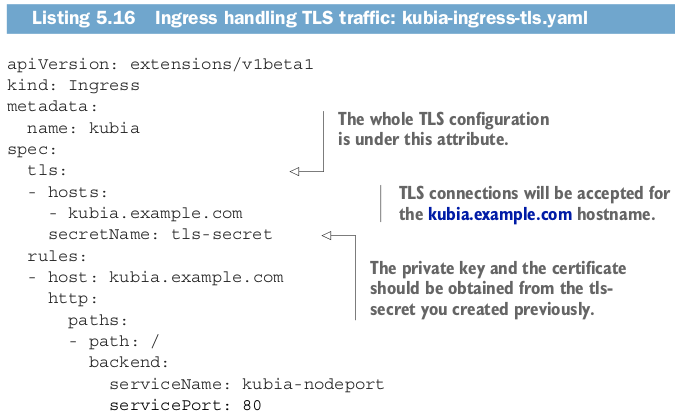 Listing 5.16 Ingress handling TLS traffic: kubia-ingress-tls.yaml
apiVersion: extensions/v1beta1
kind: Ingress
metadata:
  name: kubia
spec:
  tls:
  - hosts:
    - kubia.example.com
    secretName: tls-secret
  rules:
  - host: kubia.example.com
    http:
      paths:
      - path: /
        backend:
          serviceName: kubia-nodeport
          servicePort: 80
The whole TLS configuration
is under this attribute.
TLS connections will be accepted for
the kubia.example.com hostname.
The private key and the certificate
should be obtained from the tls-
secret you created previously.